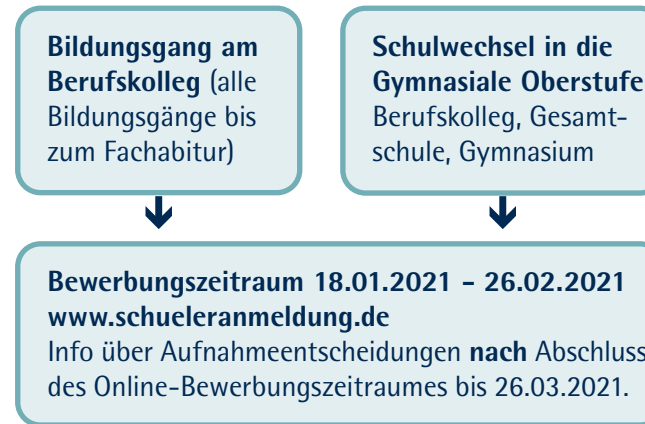 Bildungsgang am
Berufskolleg (alle
Bildungsgänge bis
zum Fachabitur)
Schulwechsel in die
Gymnasiale Oberstufe
Berufskolleg, Gesamt-
schule, Gymnasium
Bewerbungszeitraum 18.01.2021 - 26.02.2021
www.schueleranmeldung.de
Info über Aufnahmeentscheidungen nach Abschluss
des Online-Bewerbungszeitraumes bis 26.03.2021.